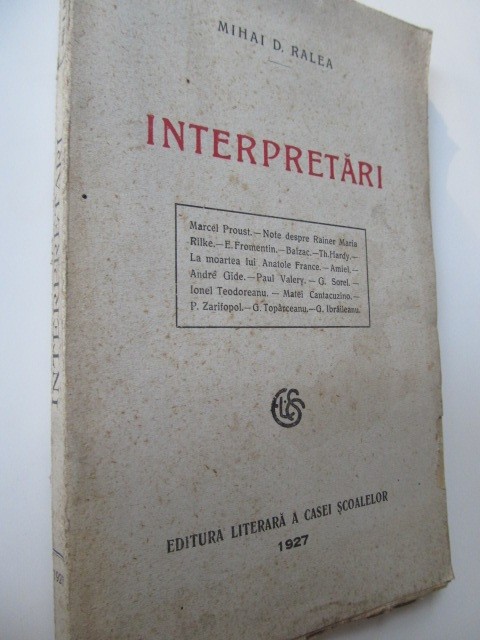 MIHAI D. RALEA
INTERPRETĂRI
Marcel Proust.—Note despre Rainer Maria
Rilke.—E. Fromentin.—Balzac.—Th. Hardy.—
La moartea lui Anatole France.—Amiel.—
André Gide.—Paul Valery.—G. Sorel.—
Ionel Teodoreanu.—Matei Cantacuzino.—
P. Zarifopol.—G. Topârceanu.—G. Ibrăileanu.
EDITURA LITERARĂ A CASEI ȘCOALELOR
1927
INTERPRETĂRI